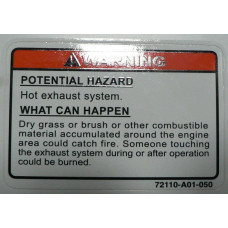 WARNING
POTENTIAL HAZARD
Hot exhaust system.
WHAT CAN HAPPEN
Dry grass or brush or other combustible
material accumulated around the engine
area could catch fire. Someone touching
the exhaust system during or after operation
could be burned.
72110-A01-050